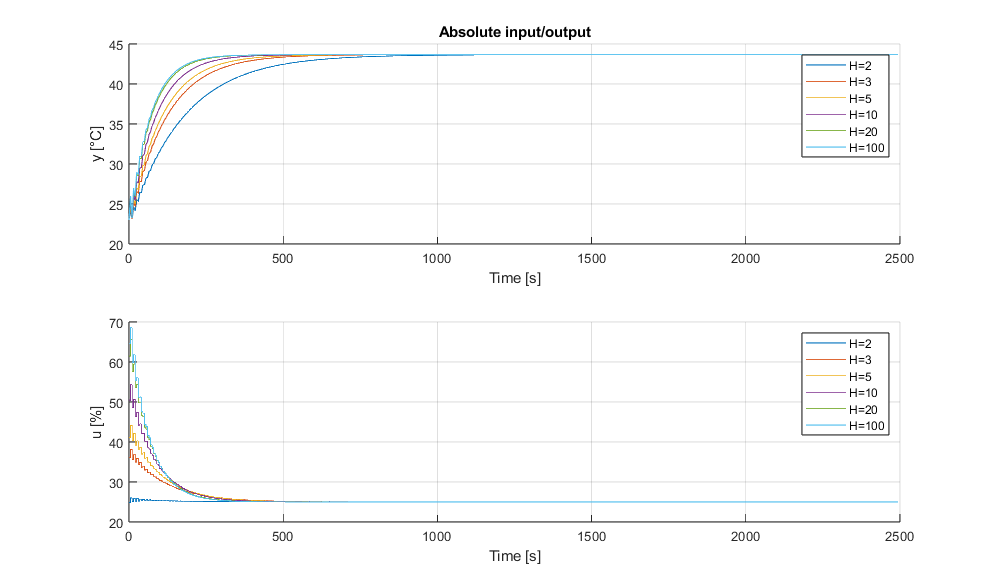 Absolute input/output
45
40
35
30
25
20
y [°C]
0 500 1000 1500 2000 2500
Time [s]
H=2
H=3
H=5
H=10
H=20
H=100
70
60
50
40
30
20
u [%]
0 500 1000 1500 2000 2500
Time [s]
H=2
H=3
H=5
H=10
H=20
H=100